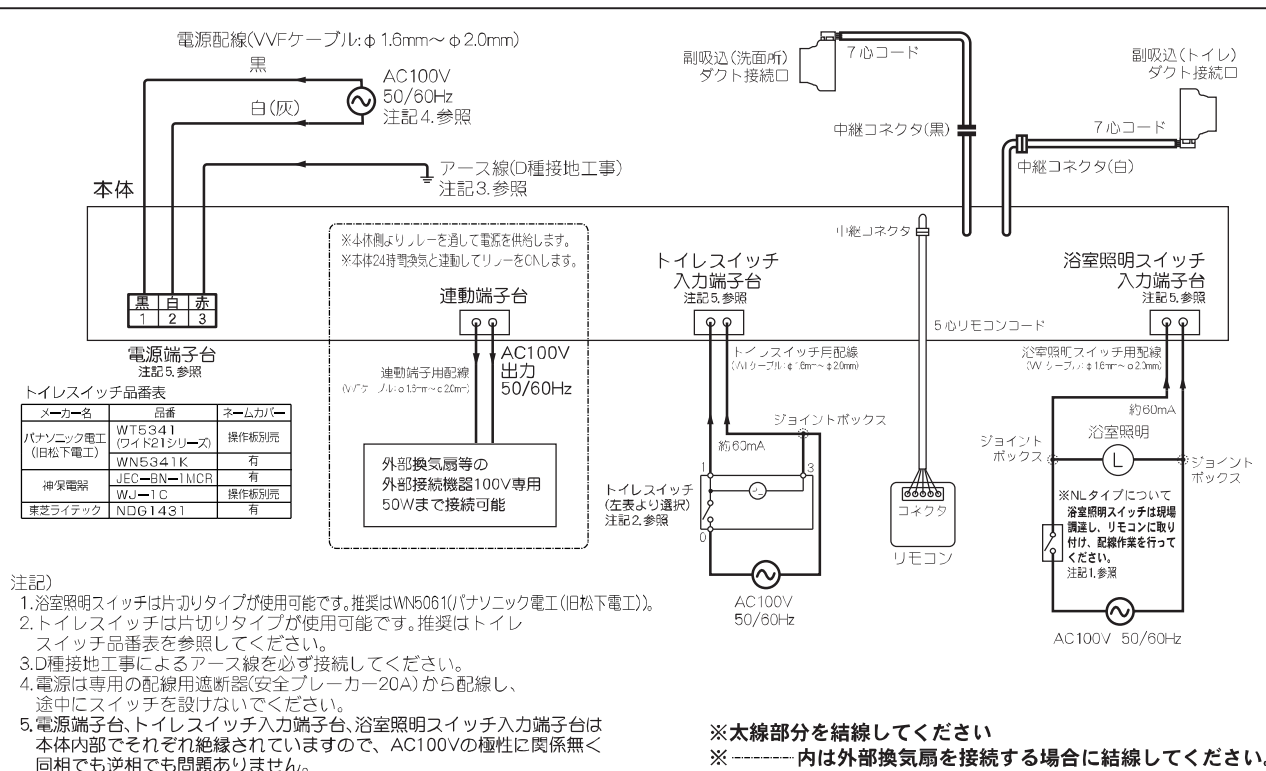 電源配線(VVFケーブル:φ1.6mm～φ2.0mm)
黒
白(灰)
AC100V
50/60Hz
注記4.参照
アース線(D種接地工事)
注記3.参照
副吸込(洗面所)
ダクト接続口
7心コード
中継コネクタ(黒)
副吸込(トイレ)
ダクト接続口
7心コード
中継コネクタ(白)
本体
※本体側よりリレーを通して電源を供給します。
※本体24時間換気と連動してリレーをONします。
連動端子台
トイレスイッチ
入力端子台
注記5.参照
中継コネクタ
浴室照明スイッチ
入力端子台
注記5.参照
黒 白 赤
1 2 3
電源端子台
注記5.参照
連動端子用配線
AC100V
出力
50/60Hz
外部換気扇等の
外部接続機器100V専用
50Wまで接続可能
トイレスイッチ用配線
(VVFケーブル:φ1.6mm～φ2.0mm)
約60mA
ジョイントボックス
1
3
0
トイレスイッチ
(左表より選択)
注記2.参照
AC100V
50/60Hz
5心リモコンコード
コネクタ
リモコン
浴室照明スイッチ用配線
(VVFケーブル:φ1.6mm～φ2.0mm)
約60mA
浴室照明
L
ジョイント
ボックス
ジョイント
ボックス
※NLタイプについて
浴室照明スイッチは現場
調達し、リモコンに取り
付け、配線作業を行って
ください。
注記1.参照
AC100V 50/60Hz
トイレスイッチ品番表
メーカー名 品番 ネームカバー
パナソニック電工
(旧松下電工)
WT5341
(ワイド21シリーズ)
操作板別売
WN5341K 有
神保電器
JEC-BN-1MCR 有
WJ-1C 操作板別売
東芝ライテック NDG1431 有
注記)
1.浴室照明スイッチは片切りタイプが使用可能です。推奨はWN5061(パナソニック電工(旧松下電工))。
2.トイレスイッチは片切りタイプが使用可能です。推奨はトイレ
スイッチ品番表を参照してください。
3.D種接地工事によるアース線を必ず接続してください。
4.電源は専用の配線用遮断器(安全ブレーカー20A)から配線し、
途中にスイッチを設けないでください。
5.電源端子台、トイレスイッチ入力端子台、浴室照明スイッチ入力端子台は
本体内部でそれぞれ絶縁されていますので、AC100Vの極性に関係無く
同相でも逆相でも問題ありません。
※太線部分を結線してください
※ 内は外部換気扇を接続する場合に結線してください。